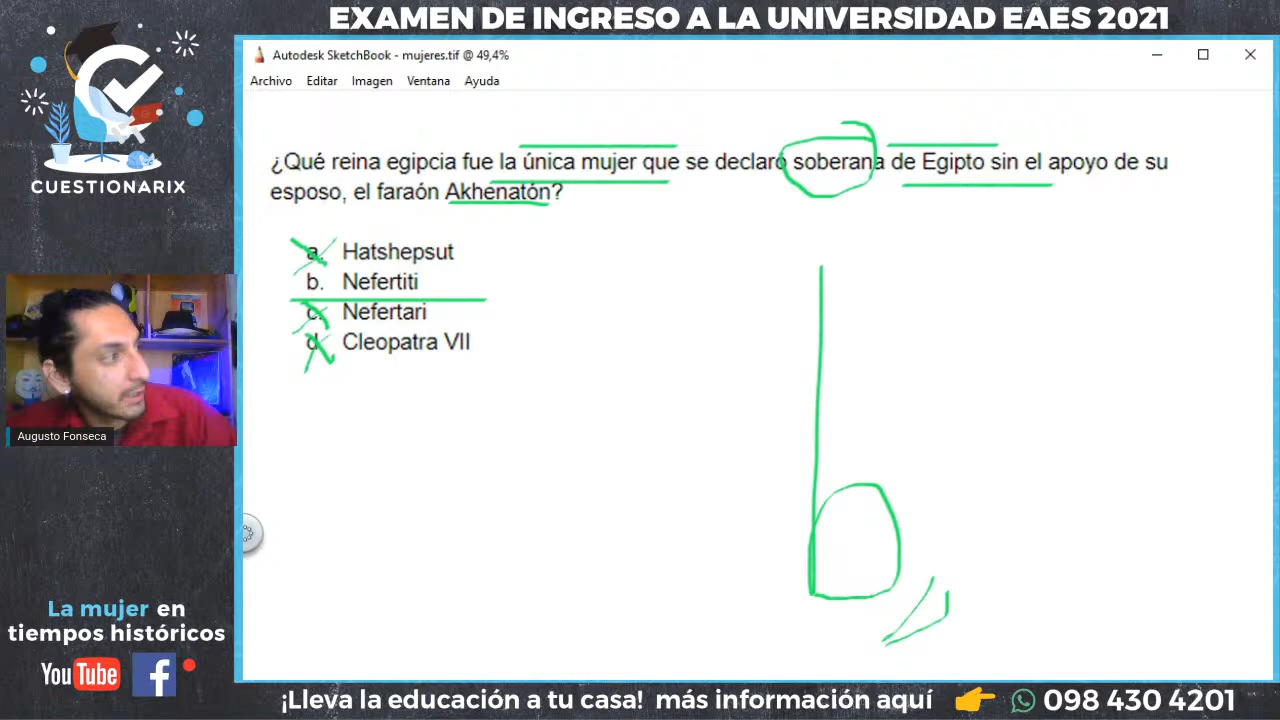 EXAMEN DE INGRESO A LA UNIVERSIDAD EAES 2021
Autodesk SketchBook - mujeres.tif @ 49,4%
Archivo Editar Imagen Ventana Ayuda
CUESTIONARIX
¿Qué reina egipcia fue la única mujer que se declaró soberana de Egipto sin el apoyo de su
esposo, el faraón Akhenatón?
a. Hatshepsut
b. Nefertiti
c. Nefertari
d. Cleopatra VII
b
Augusto Fonseca
La mujer en
tiempos históricos
YouTube f
¡Lleva la educación a tu casa! más información aquí 098 430 4201